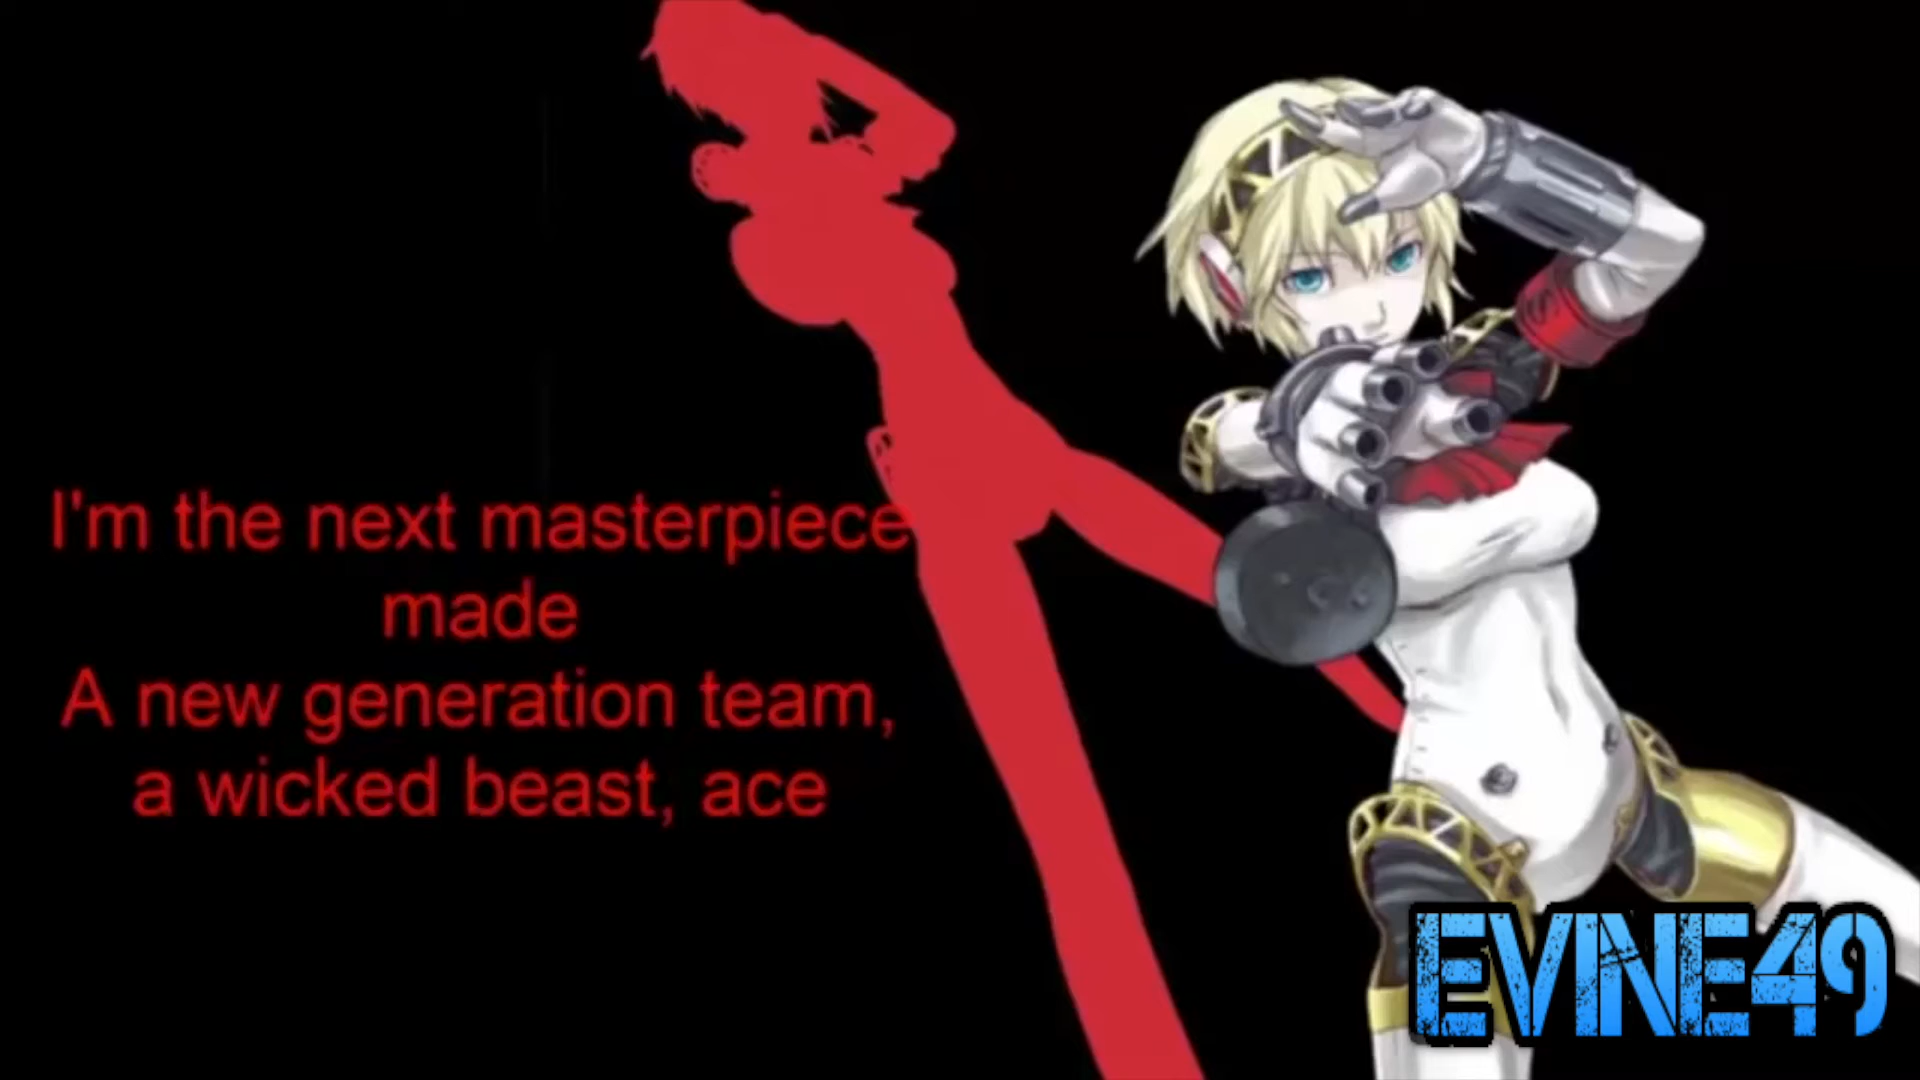 I'm the next masterpiece
made
A new generation team,
a wicked beast, ace
EVINE49